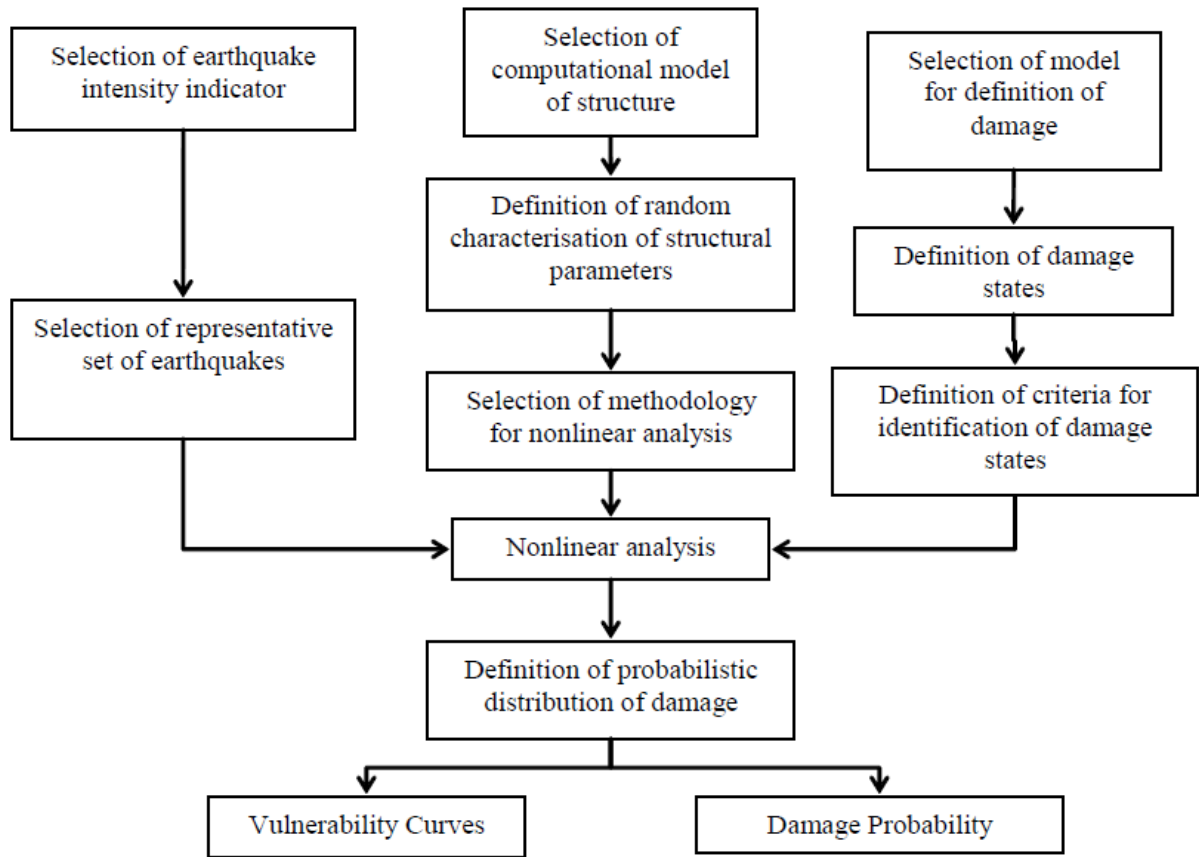 Selection of earthquake
intensity indicator
Selection of
computational model
of structure
Selection of model
for definition of
damage
Definition of random
characterisation of structural
parameters
Definition of damage
states
Selection of representative
set of earthquakes
Selection of methodology
for nonlinear analysis
Definition of criteria for
identification of damage
states
Nonlinear analysis
Definition of probabilistic
distribution of damage
Vulnerability Curves
Damage Probability